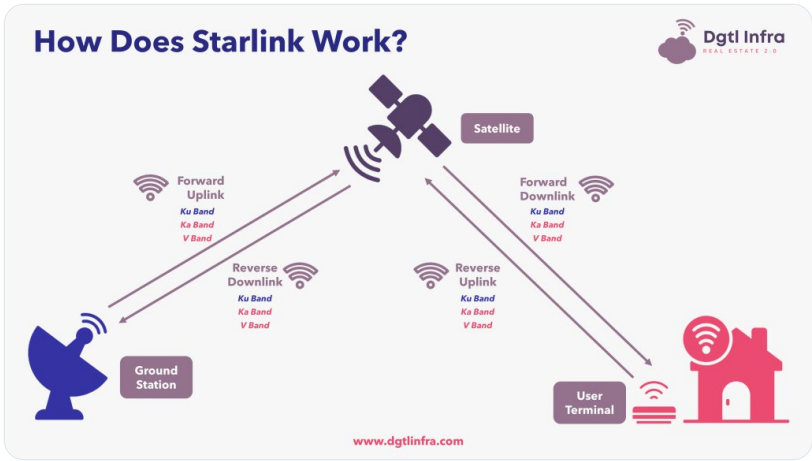 How Does Starlink Work?
Dgtl Infra
REAL ESTATE 2.0
Satellite
Forward
Uplink
Ku Band
Ka Band
V Band
Forward
Downlink
Ku Band
Ka Band
V Band
Reverse
Downlink
Ku Band
Ka Band
V Band
Reverse
Uplink
Ku Band
Ka Band
V Band
Ground
Station
User
Terminal
www.dgtlinfra.com